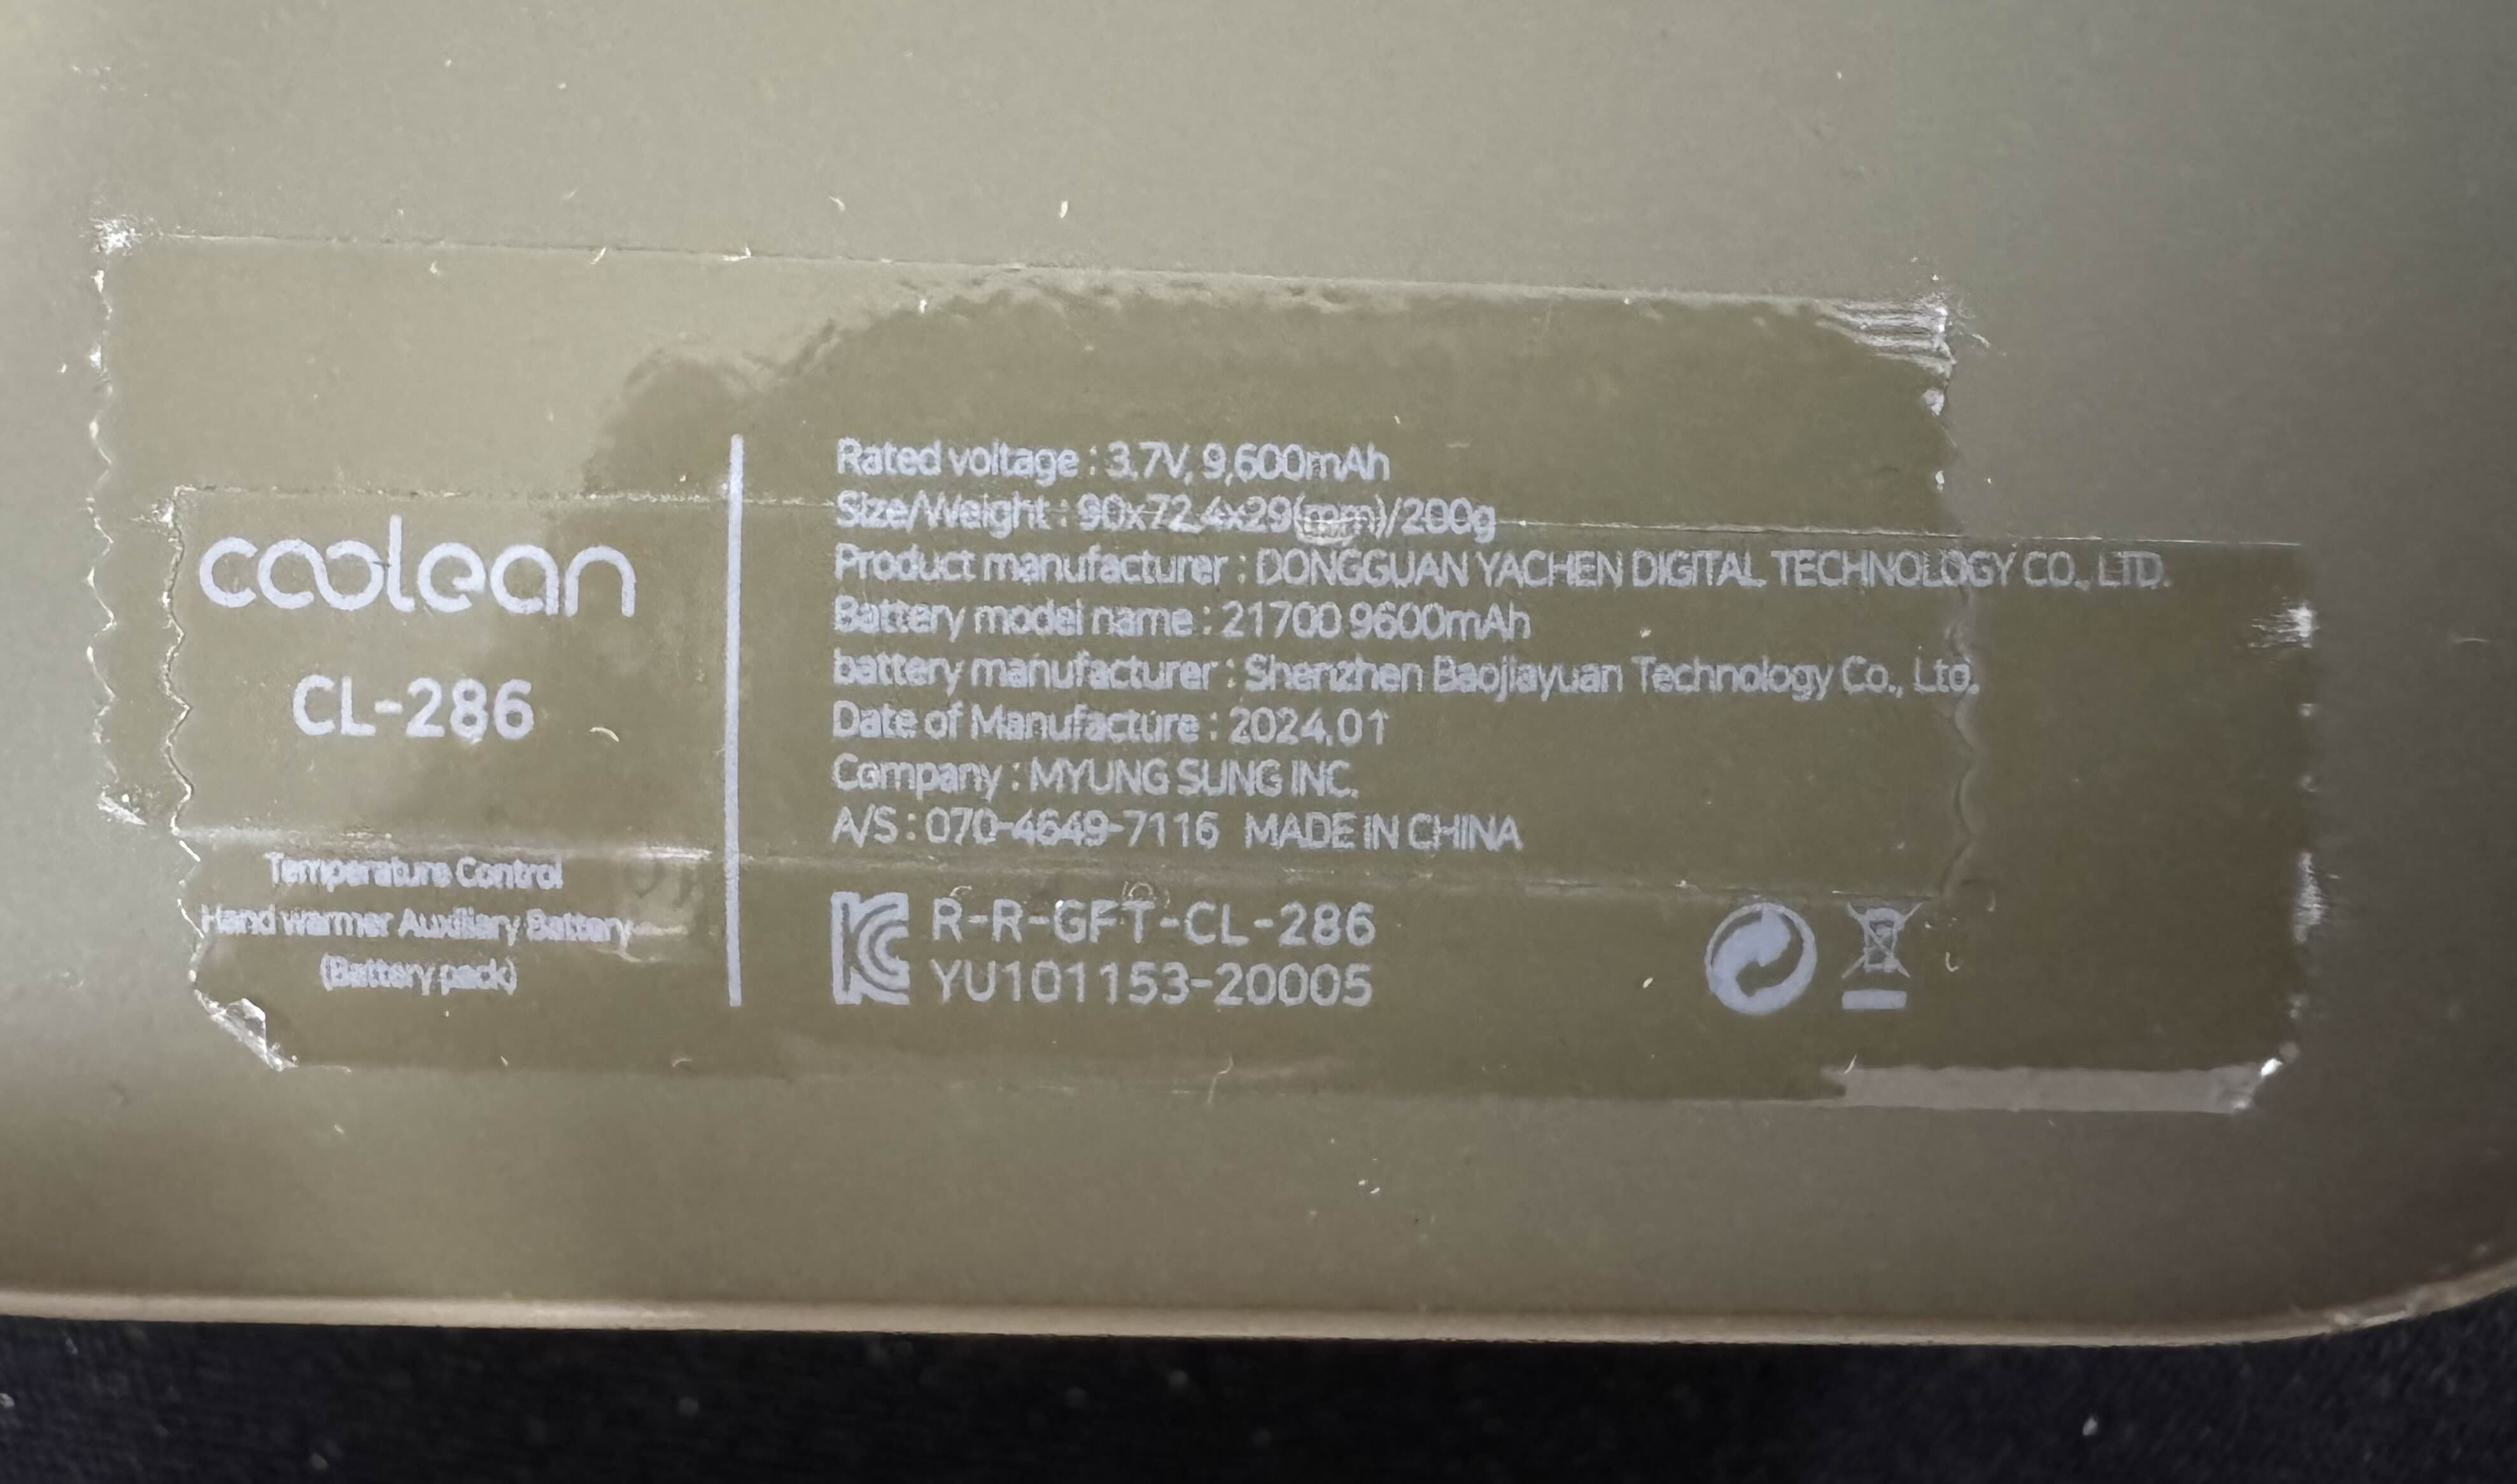 coolean
CL-286
Temperature Control
Hand warmer Auxiliary Battery
(Battery pack)
Rated voltage : 3.7V, 9,600mAh
Size/Weight : 90x72.4x29(mm)/200g
Product manufacturer : DONGGUAN YACHEN DIGITAL TECHNOLOGY CO., LTD.
Battery model name : 21700 9600mAh
battery manufacturer : Shenzhen Baojiayuan Technology Co., Ltd.
Date of Manufacture : 2024.01
Company : MYUNG SUNG INC.
A/S : 070-4649-7116 MADE IN CHINA
R-R-GFT-CL-286
YU101153-20005